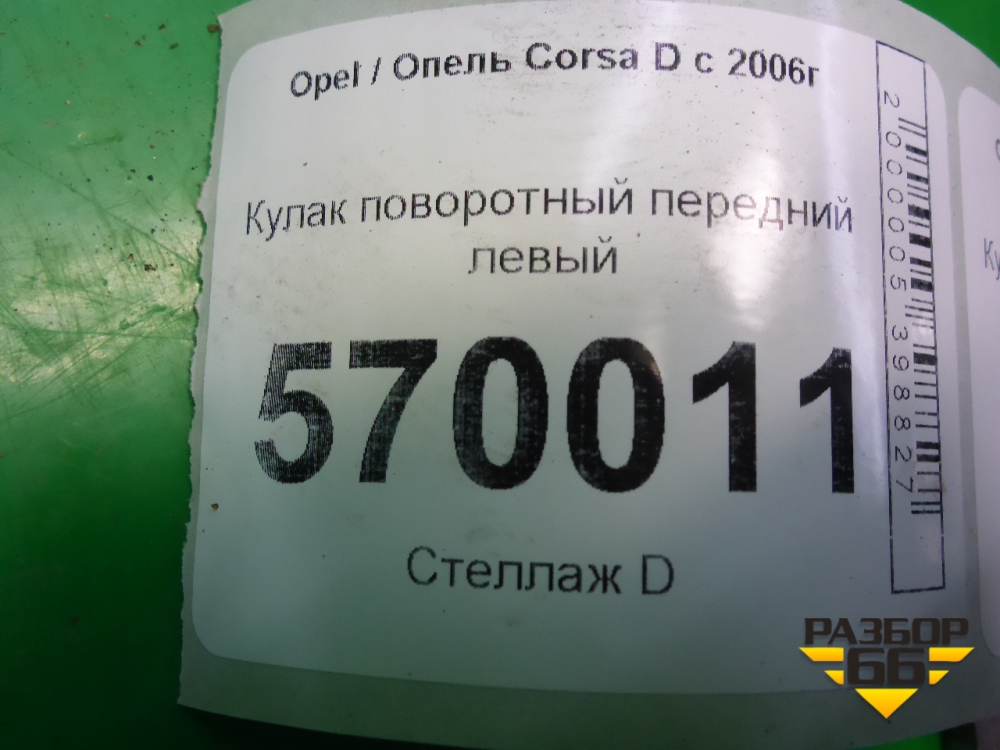 Opel / Опель Corsa D с 2006г
Кулак поворотный передний
левый
570011
Стеллаж D
2000005398827
РАЗБОР
66